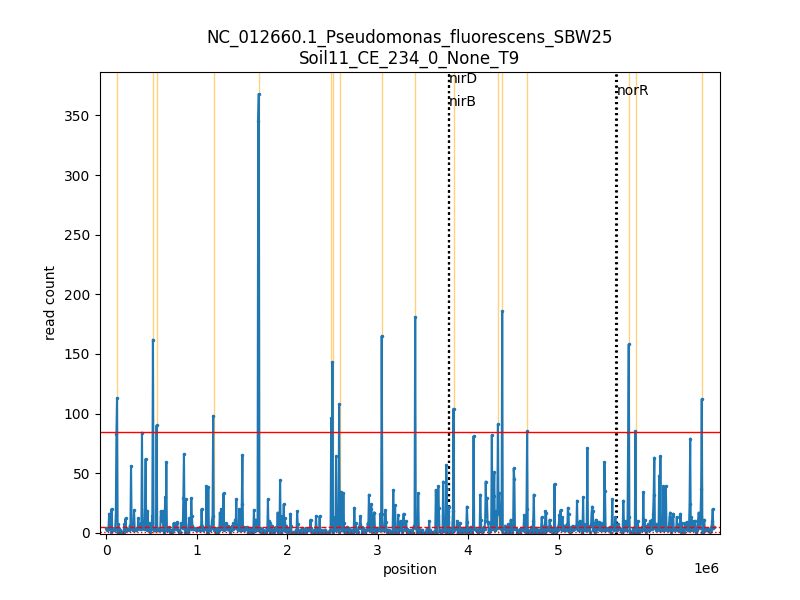 NC_012660.1_Pseudomonas_fluorescens_SBW25
Soil11_CE_234_0_None_T9
nirD
nirB
norR
read count
350
300
250
200
150
100
50
0
0 1 2 3 4 5 6
1e6
position